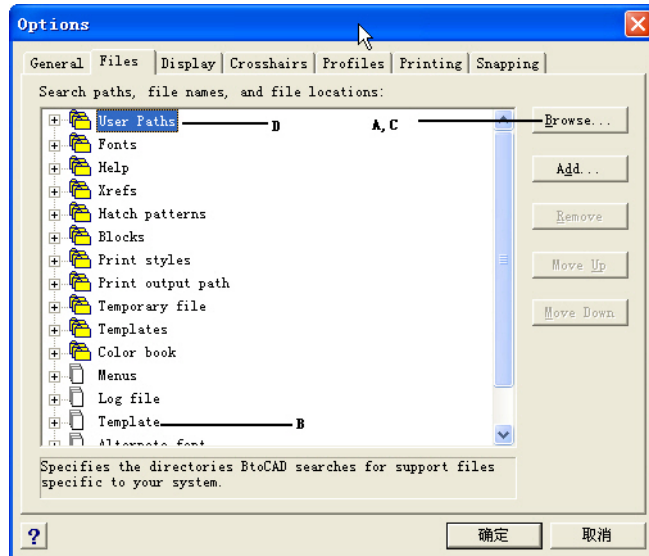 Options
General Files Display Crosshairs Profiles Printing Snapping
Search paths, file names, and file locations:
User Paths D A, C Browse...
Fonts
Help Add...
Xrefs
Hatch patterns Remove
Blocks
Print styles Move Up
Print output path
Temporary file Move Down
Templates
Color book
Menus
Log file
Template B
Alternate font
Specifies the directories BtoCAD searches for support files
specific to your system.
? 确定 取消